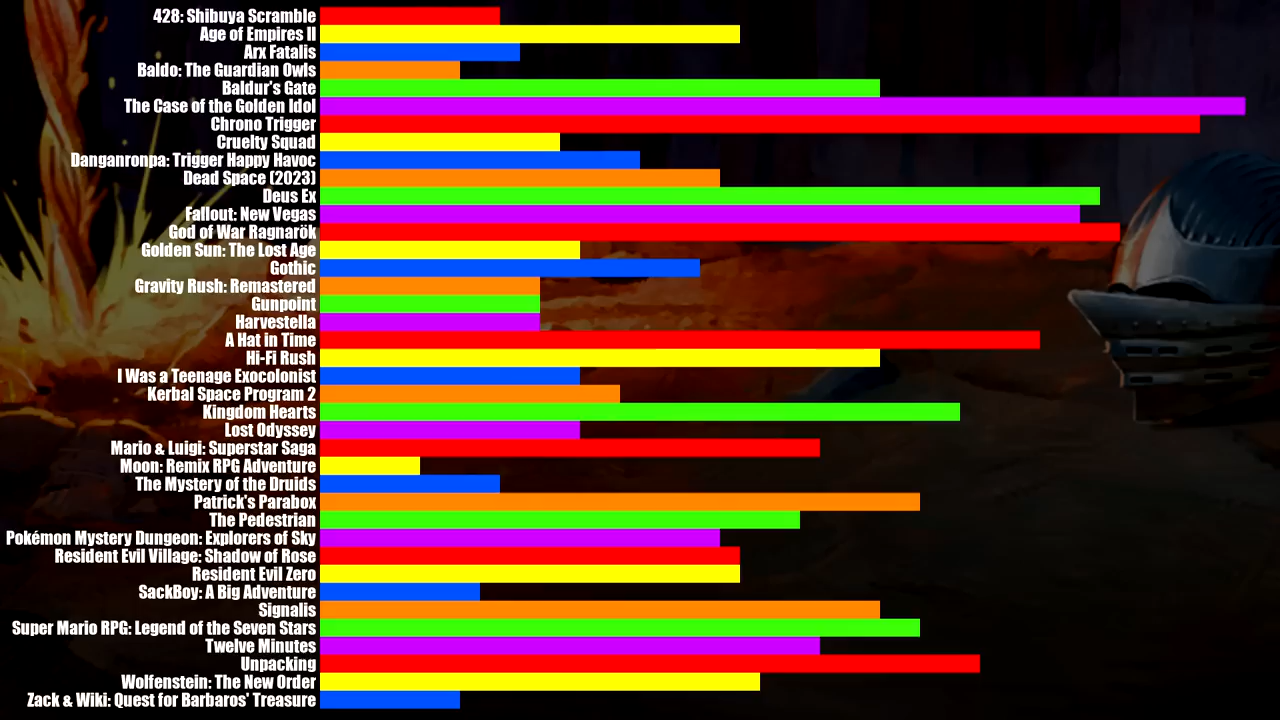 428: Shibuya Scramble
Age of Empires II
Arx Fatalis
Baldo: The Guardian Owls
Baldur's Gate
The Case of the Golden Idol
Chrono Trigger
Cruelty Squad
Danganronpa: Trigger Happy Havoc
Dead Space (2023)
Deus Ex
Fallout: New Vegas
God of War Ragnarök
Golden Sun: The Lost Age
Gothic
Gravity Rush: Remastered
Gunpoint
Harvestella
A Hat in Time
Hi-Fi Rush
I Was a Teenage Exocolonist
Kerbal Space Program 2
Kingdom Hearts
Lost Odyssey
Mario & Luigi: Superstar Saga
Moon: Remix RPG Adventure
The Mystery of the Druids
Patrick's Parabox
The Pedestrian
Pokémon Mystery Dungeon: Explorers of Sky
Resident Evil Village: Shadow of Rose
Resident Evil Zero
SackBoy: A Big Adventure
Signalis
Super Mario RPG: Legend of the Seven Stars
Twelve Minutes
Unpacking
Wolfenstein: The New Order
Zack & Wiki: Quest for Barbaros' Treasure